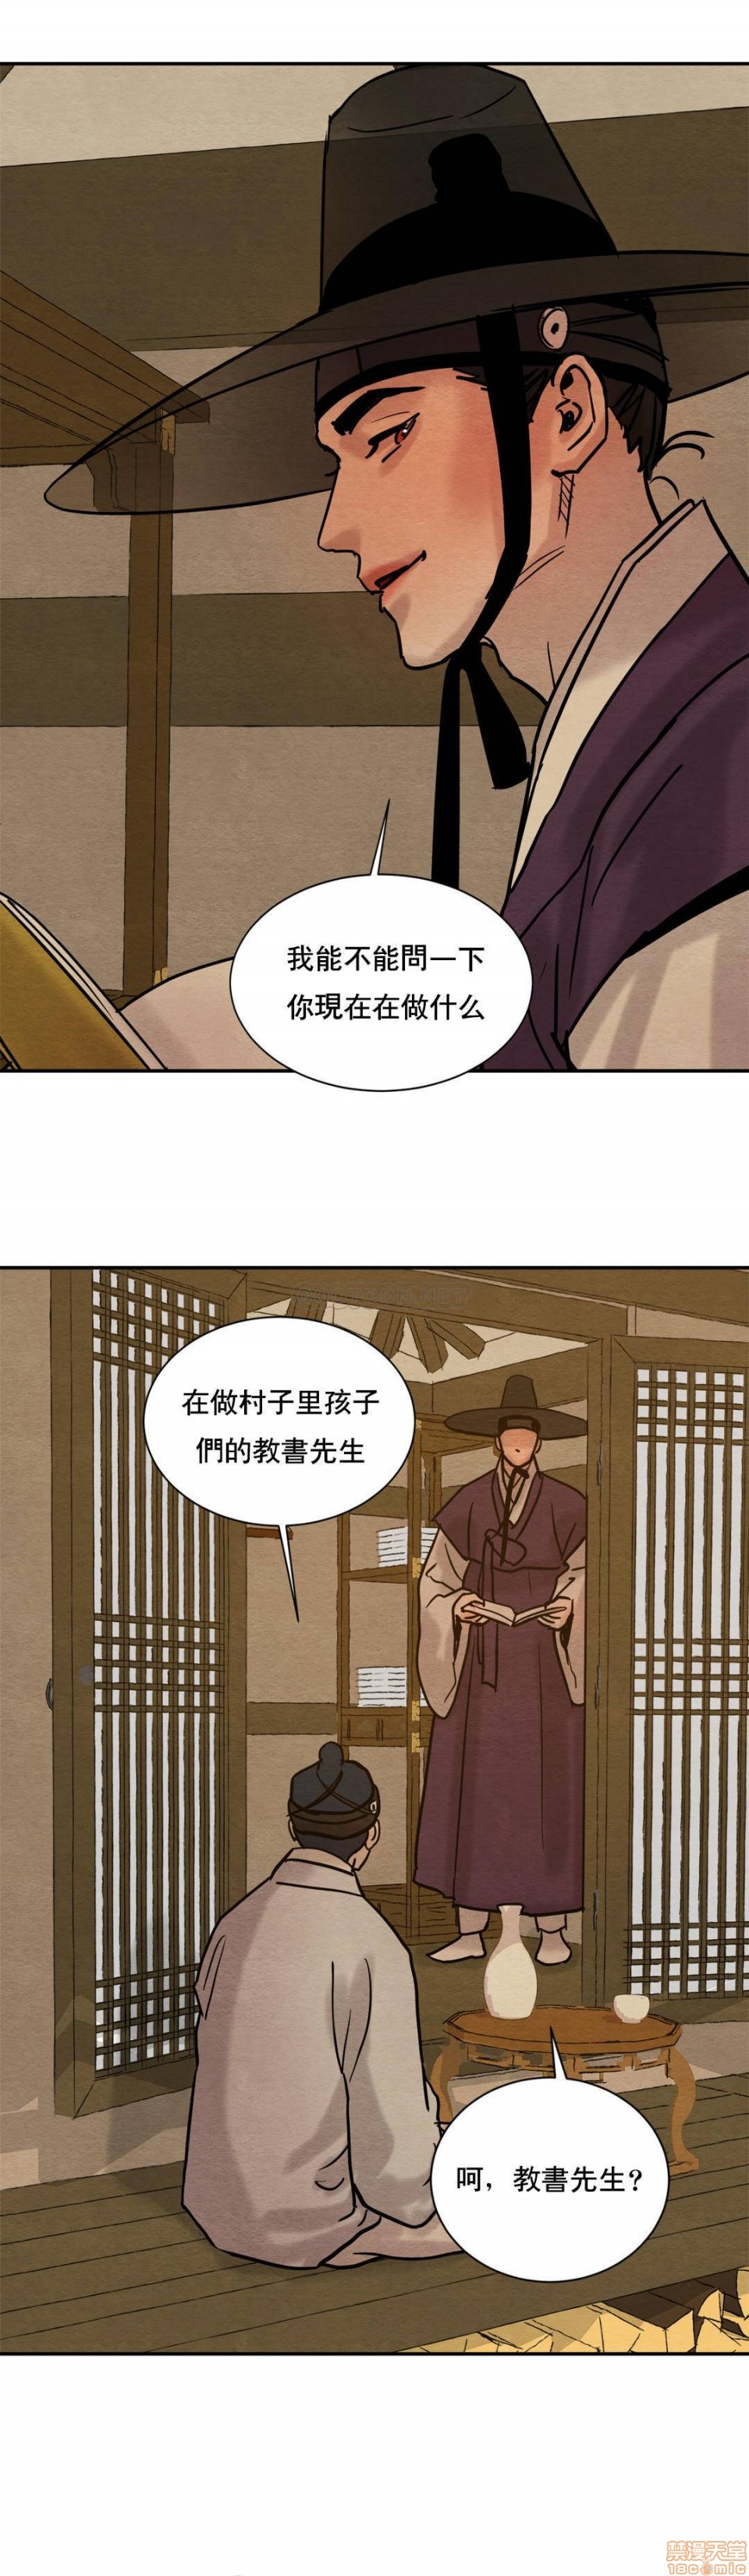 我能不能問一下
你現在在做什么
在做村子里孩子
們的教書先生
呵，教書先生？
禁漫天堂
18comic